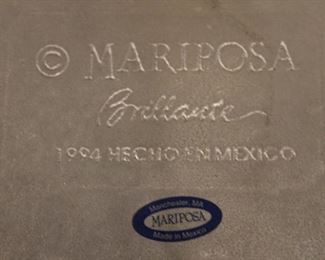 © MARIPOSA
Brillante
1994 HECHO EN MEXICO
Manchester, MA
MARIPOSA
Made in Mexico